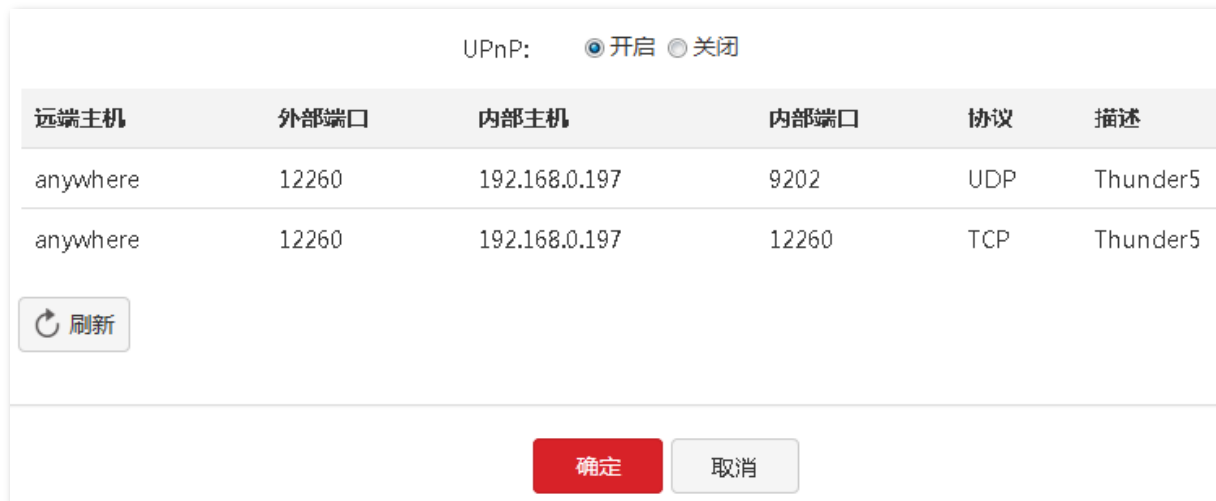 UPnP: 开启 关闭
远端主机 外部端口 内部主机 内部端口 协议 描述
anywhere 12260 192.168.0.197 9202 UDP Thunder5
anywhere 12260 192.168.0.197 12260 TCP Thunder5
刷新
确定 取消